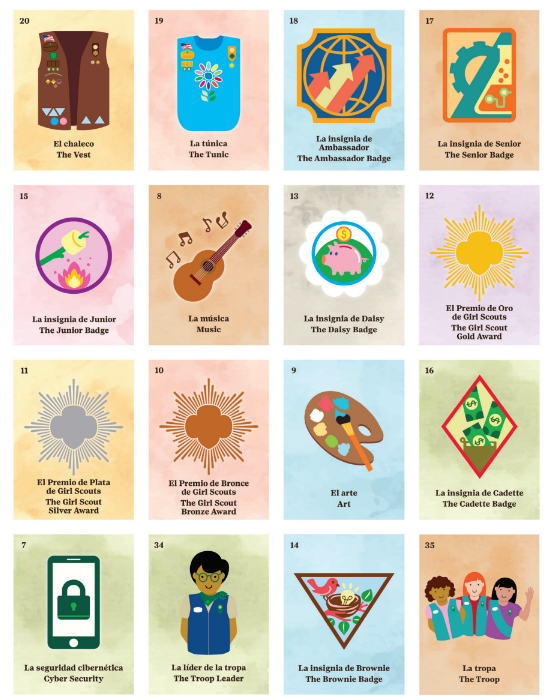 20
El chaleco
The Vest
19
La túnica
The Tunic
18
La insignia de
Ambassador
The Ambassador Badge
17
La insignia de Senior
The Senior Badge
15
La insignia de Junior
The Junior Badge
8
La música
Music
13
$
La insignia de Daisy
The Daisy Badge
12
El Premio de Oro
de Girl Scouts
The Girl Scout
Gold Award
11
El Premio de Plata
de Girl Scouts
The Girl Scout
Silver Award
10
El Premio de Bronce
de Girl Scouts
The Girl Scout
Bronze Award
9
El arte
Art
16
$
$
$
La insignia de Cadette
The Cadette Badge
7
La seguridad cibernética
Cyber Security
34
La líder de la tropa
The Troop Leader
14
La insignia de Brownie
The Brownie Badge
35
La tropa
The Troop